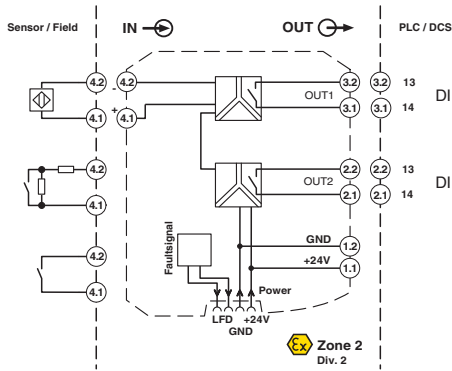 Sensor / Field
IN
OUT
PLC / DCS
4.2
4.2
-
3.2
3.2
13
OUT1
DI
+
4.1
4.1
3.1
3.1
14
4.2
2.2
2.2
13
OUT2
DI
4.1
2.1
2.1
14
Faultsignal
GND
1.2
4.2
+24V
1.1
4.1
Power
LFD
+24V
GND
Ex
Zone 2
Div. 2